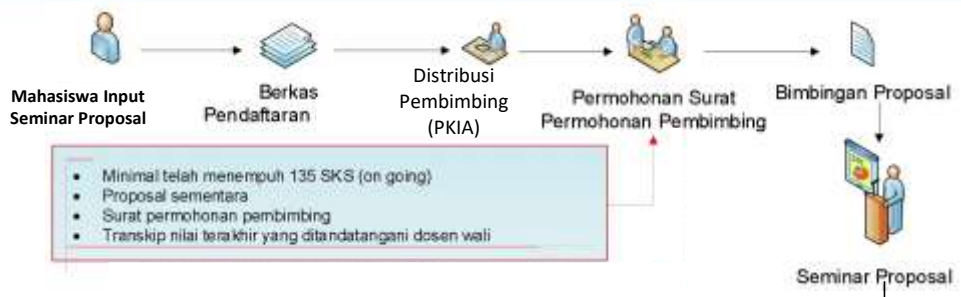 Mahasiswa Input
Seminar Proposal
Berkas
Pendaftaran
Distribusi
Pembimbing
(PKIA)
Permohonan Surat
Permohonan Pembimbing
Bimbingan Proposal
• Minimal telah menempuh 135 SKS (on going)
• Proposal sementara
• Surat permohonan pembimbing
• Transkip nilai terakhir yang ditandatangani dosen wali
Seminar Proposal